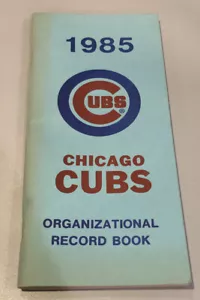 1985
CUBS®
CHICAGO
CUBS
ORGANIZATIONAL
RECORD BOOK